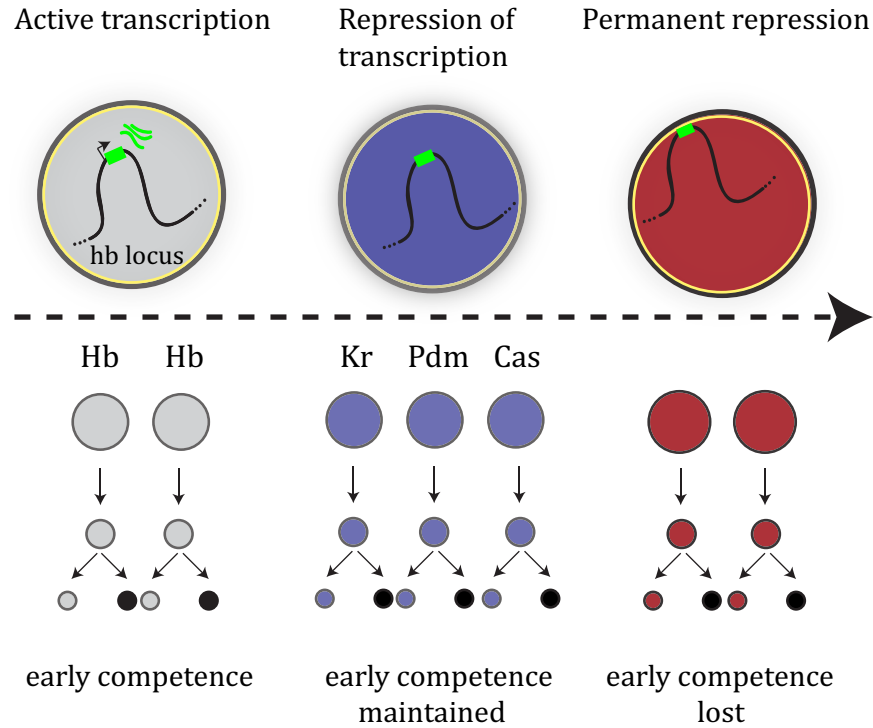 Active transcription
Repression of
transcription
Permanent repression
hb locus
Hb
Hb
Kr
Pdm
Cas
early competence
early competence
maintained
early competence
lost